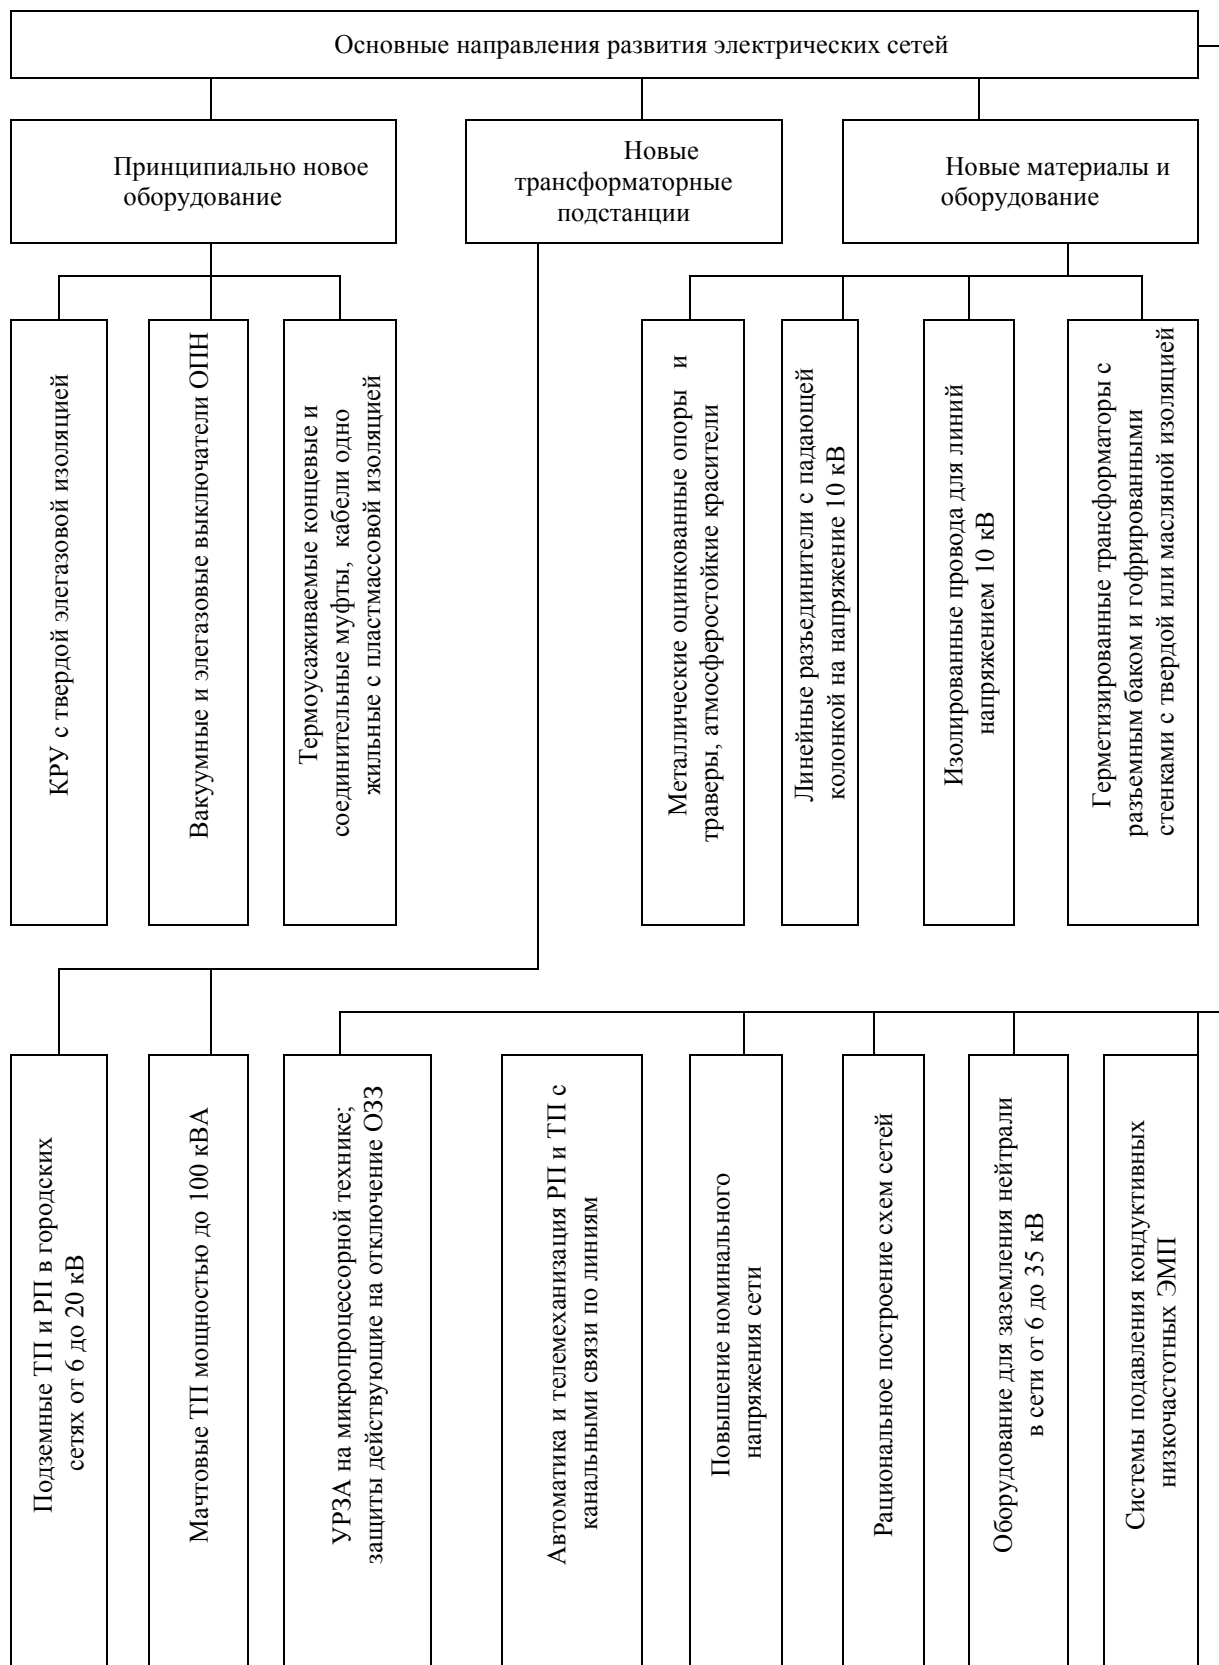 Основные направления развития электрических сетей
Принципиально новое
оборудование
Новые
трансформаторные
подстанции
Новые материалы и
оборудование
КРУ с твердой элегазовой изоляцией
Вакуумные и элегазовые выключатели ОПН
Термоусаживаемые концевые и
соединительные муфты, кабели одно
жильные с пластмассовой изоляцией
Металлические оцинкованные опоры и
траверы, атмосферостойкие красители
Линейные разъединители с падающей
колонкой на напряжение 10 кВ
Изолированные провода для линий
напряжением 10 кВ
Герметизированные трансформаторы с
разъемным баком и гофрированными
стенками с твердой или масляной изоляцией
Подземные ТП и РП в городских
сетях от 6 до 20 кВ
Мачтовые ТП мощностью до 100 кВА
УРЗА на микропроцессорной технике;
защиты действующие на отключение ОЗЗ
Автоматика и телемеханизация РП и ТП с
канальными связи по линиям
Повышение номинального
напряжения сети
Рациональное построение схем сетей
Оборудование для заземления нейтрали
в сети от 6 до 35 кВ
Системы подавления кондуктивных
низкочастотных ЭМП